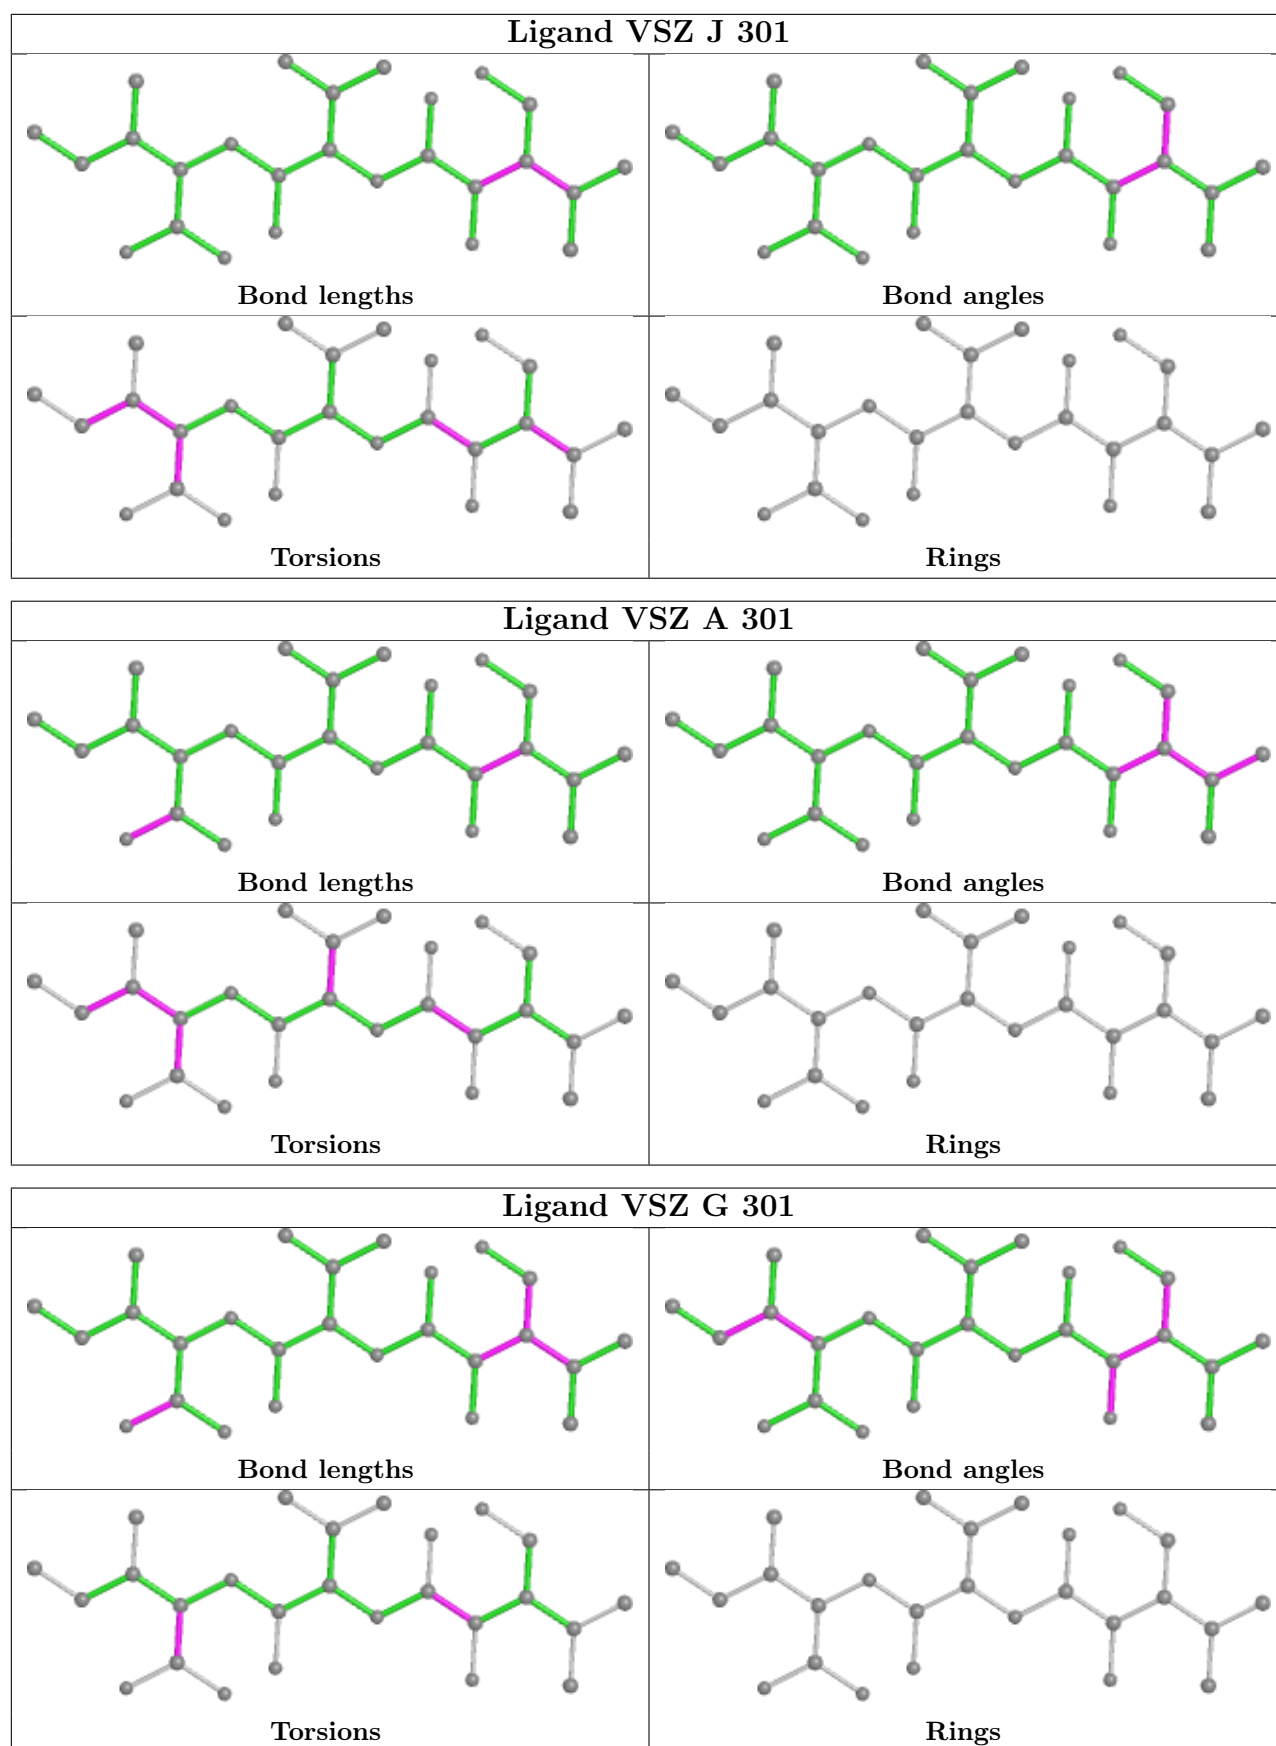 Ligand VSZ J 301
Bond lengths
Bond angles
Torsions
Rings
Ligand VSZ A 301
Bond lengths
Bond angles
Torsions
Rings
Ligand VSZ G 301
Bond lengths
Bond angles
Torsions
Rings